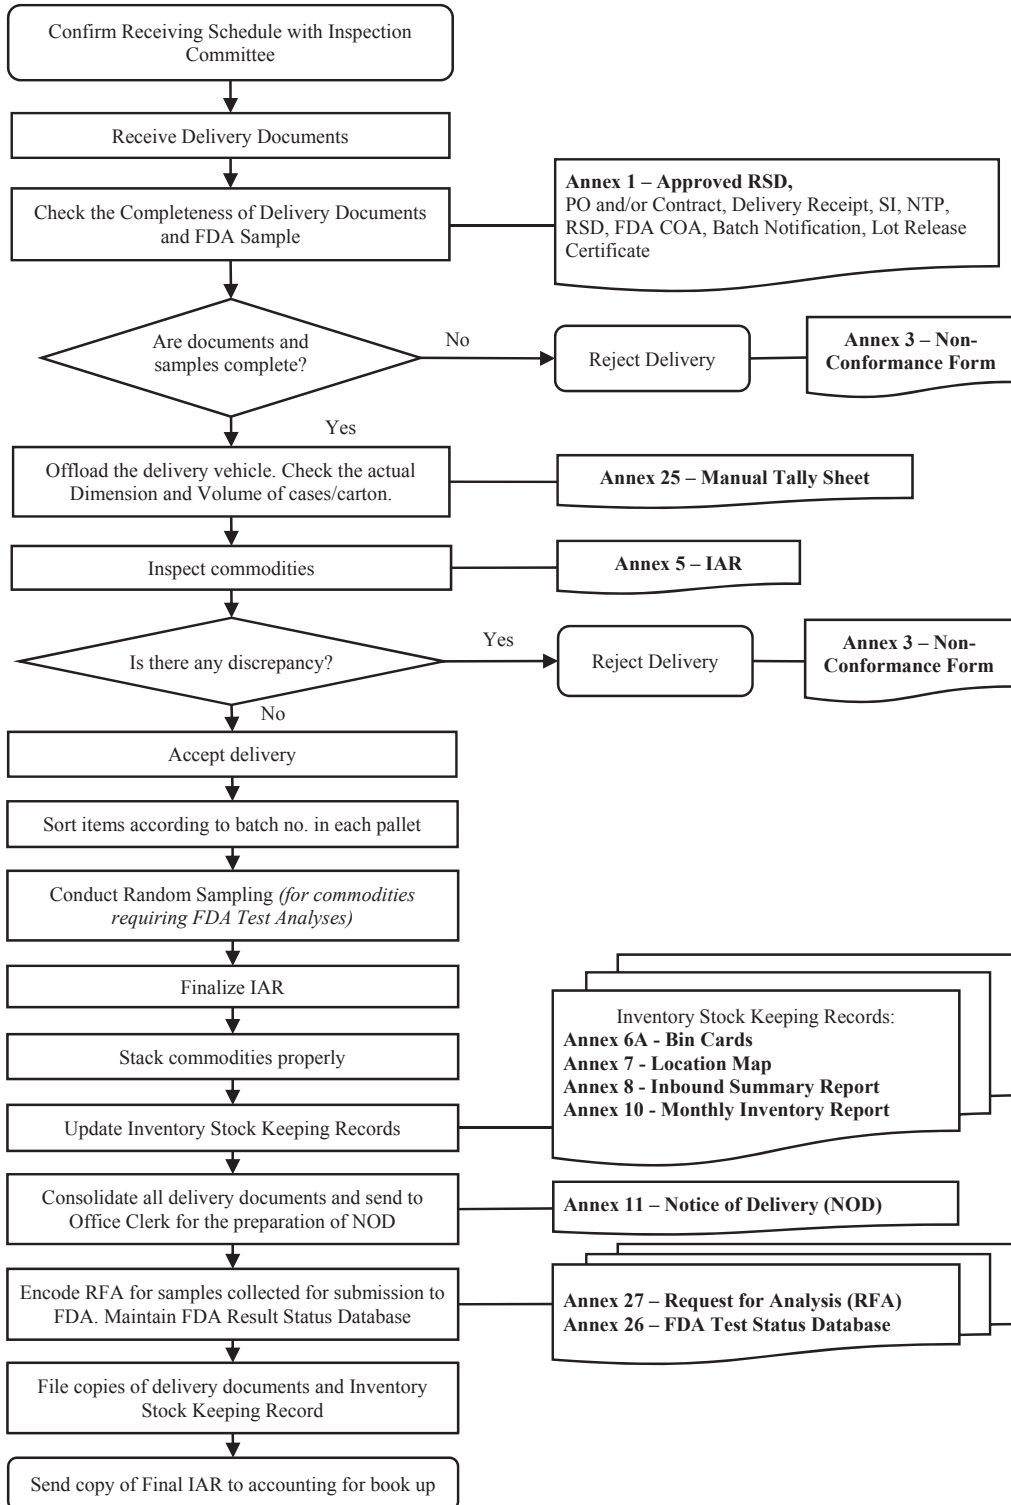 Confirm Receiving Schedule with Inspection
Committee
Receive Delivery Documents
Check the Completeness of Delivery Documents
and FDA Sample
Annex 1 – Approved RSD,
PO and/or Contract, Delivery Receipt, SI, NTP,
RSD, FDA COA, Batch Notification, Lot Release
Certificate
Are documents and
samples complete?
No
Reject Delivery
Annex 3 – Non-
Conformance Form
Yes
Offload the delivery vehicle. Check the actual
Dimension and Volume of cases/carton.
Annex 25 – Manual Tally Sheet
Inspect commodities
Annex 5 – IAR
Is there any discrepancy?
Yes
Reject Delivery
Annex 3 – Non-
Conformance Form
No
Accept delivery
Sort items according to batch no. in each pallet
Conduct Random Sampling (for commodities
requiring FDA Test Analyses)
Finalize IAR
Stack commodities properly
Update Inventory Stock Keeping Records
Inventory Stock Keeping Records:
Annex 6A - Bin Cards
Annex 7 - Location Map
Annex 8 - Inbound Summary Report
Annex 10 - Monthly Inventory Report
Consolidate all delivery documents and send to
Office Clerk for the preparation of NOD
Annex 11 – Notice of Delivery (NOD)
Encode RFA for samples collected for submission to
FDA. Maintain FDA Result Status Database
Annex 27 – Request for Analysis (RFA)
Annex 26 – FDA Test Status Database
File copies of delivery documents and Inventory
Stock Keeping Record
Send copy of Final IAR to accounting for book up